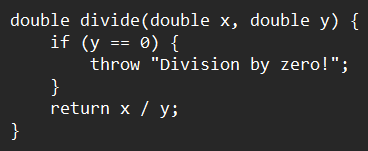 double divide(double x, double y) {
    if (y == 0) {
        throw "Division by zero!";
    }
    return x / y;
}